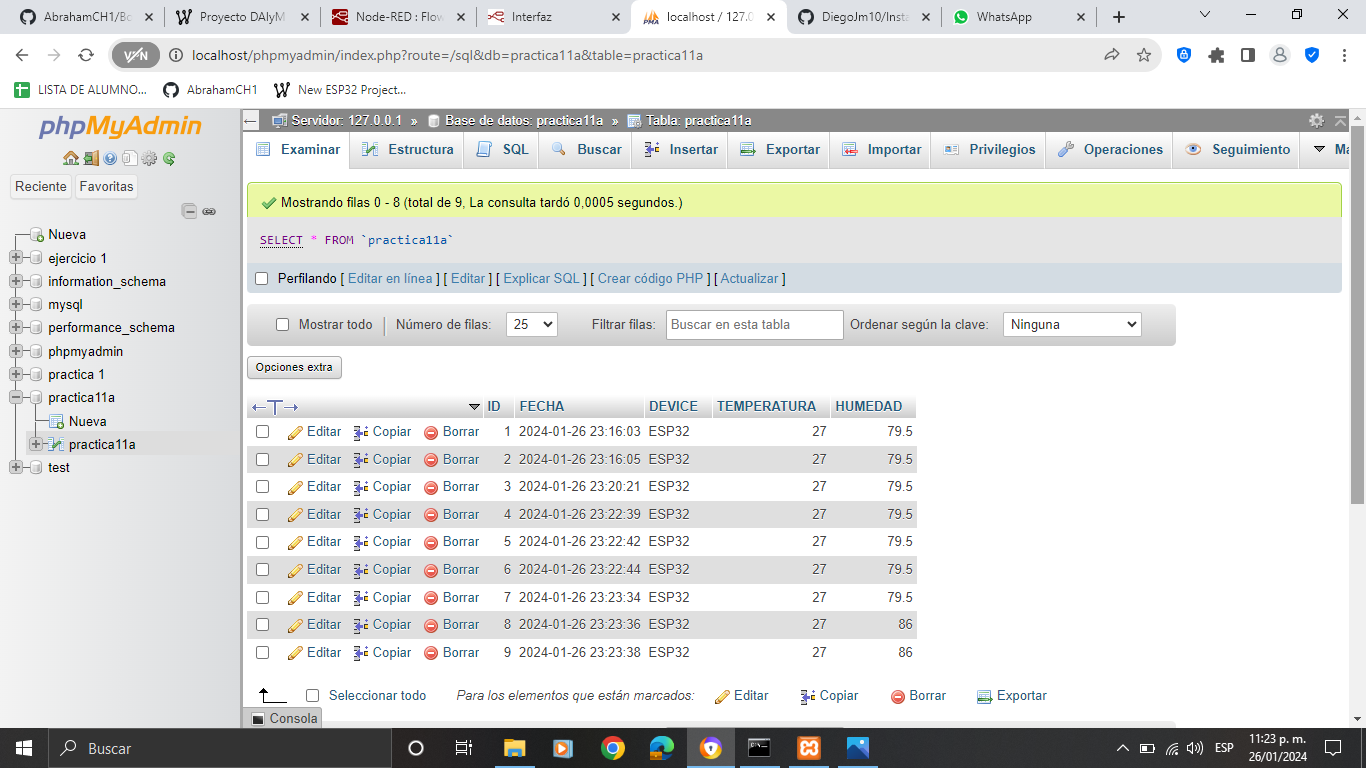 AbrahamCH1/Bo
Proyecto DAIyM
Node-RED : Flow
Interfaz
localhost / 127.0
DiegoJm10/Insta
WhatsApp
VPN
localhost/phpmyadmin/index.php?route=/sql&db=practica11a&table=practica11a
LISTA DE ALUMNO...
AbrahamCH1
New ESP32 Project...
phpMyAdmin
Reciente
Favoritas
Nueva
ejercicio 1
information_schema
mysql
performance_schema
phpmyadmin
practica 1
practica11a
Nueva
practica11a
test
Servidor: 127.0.0.1 » Base de datos: practica11a » Tabla: practica11a
Examinar Estructura SQL Buscar Insertar Exportar Importar Privilegios Operaciones Seguimiento Má
Mostrando filas 0 - 8 (total de 9, La consulta tardó 0,0005 segundos.)
SELECT * FROM `practica11a`
Perfilando [ Editar en línea ] [ Editar ] [ Explicar SQL ] [ Crear código PHP ] [ Actualizar ]
Mostrar todo Número de filas: 25 Filtrar filas: Buscar en esta tabla Ordenar según la clave: Ninguna
Opciones extra
ID FECHA DEVICE TEMPERATURA HUMEDAD
Editar Copiar Borrar 1 2024-01-26 23:16:03 ESP32 27 79.5
Editar Copiar Borrar 2 2024-01-26 23:16:05 ESP32 27 79.5
Editar Copiar Borrar 3 2024-01-26 23:20:21 ESP32 27 79.5
Editar Copiar Borrar 4 2024-01-26 23:22:39 ESP32 27 79.5
Editar Copiar Borrar 5 2024-01-26 23:22:42 ESP32 27 79.5
Editar Copiar Borrar 6 2024-01-26 23:22:44 ESP32 27 79.5
Editar Copiar Borrar 7 2024-01-26 23:23:34 ESP32 27 79.5
Editar Copiar Borrar 8 2024-01-26 23:23:36 ESP32 27 86
Editar Copiar Borrar 9 2024-01-26 23:23:38 ESP32 27 86
Seleccionar todo Para los elementos que están marcados: Editar Copiar Borrar Exportar
Consola
Buscar
ESP
11:23 p. m.
26/01/2024